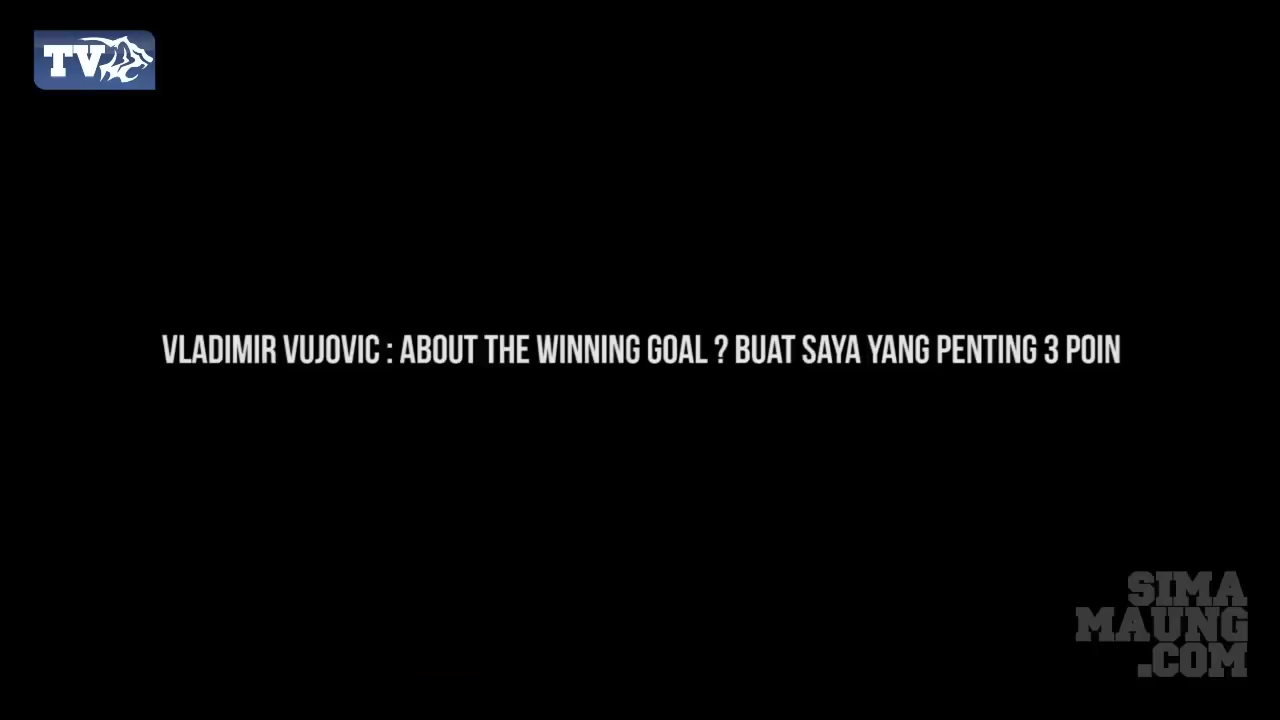 TV
VLADIMIR VUJOVIC : ABOUT THE WINNING GOAL ? BUAT SAYA YANG PENTING 3 POIN
SIMA
MAUNG
.COM